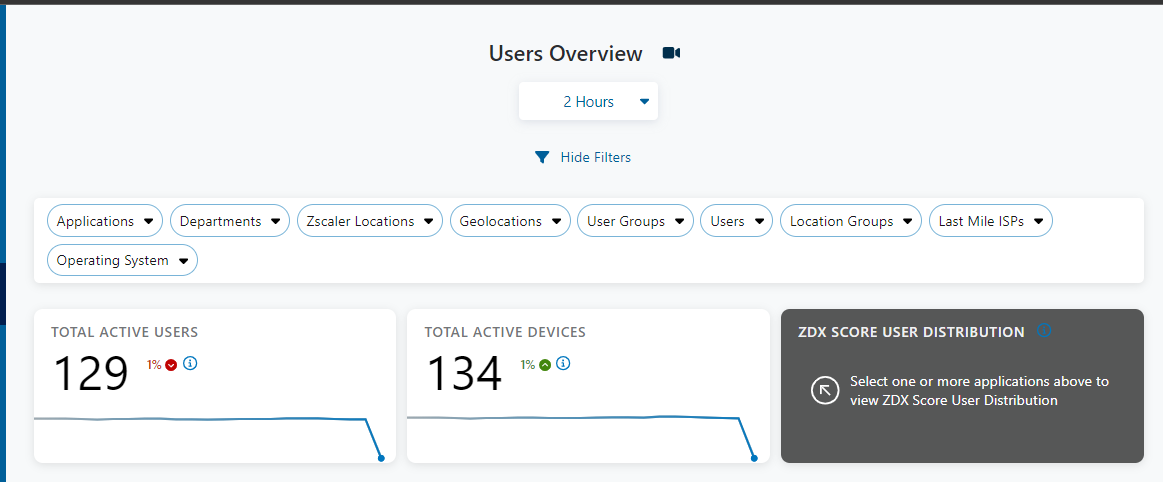 Users Overview
2 Hours
Hide Filters
Applications Departments Zscaler Locations Geolocations User Groups Users Location Groups Last Mile ISPs
Operating System
TOTAL ACTIVE USERS
129 1%
TOTAL ACTIVE DEVICES
134 1%
ZDX SCORE USER DISTRIBUTION
Select one or more applications above to
view ZDX Score User Distribution